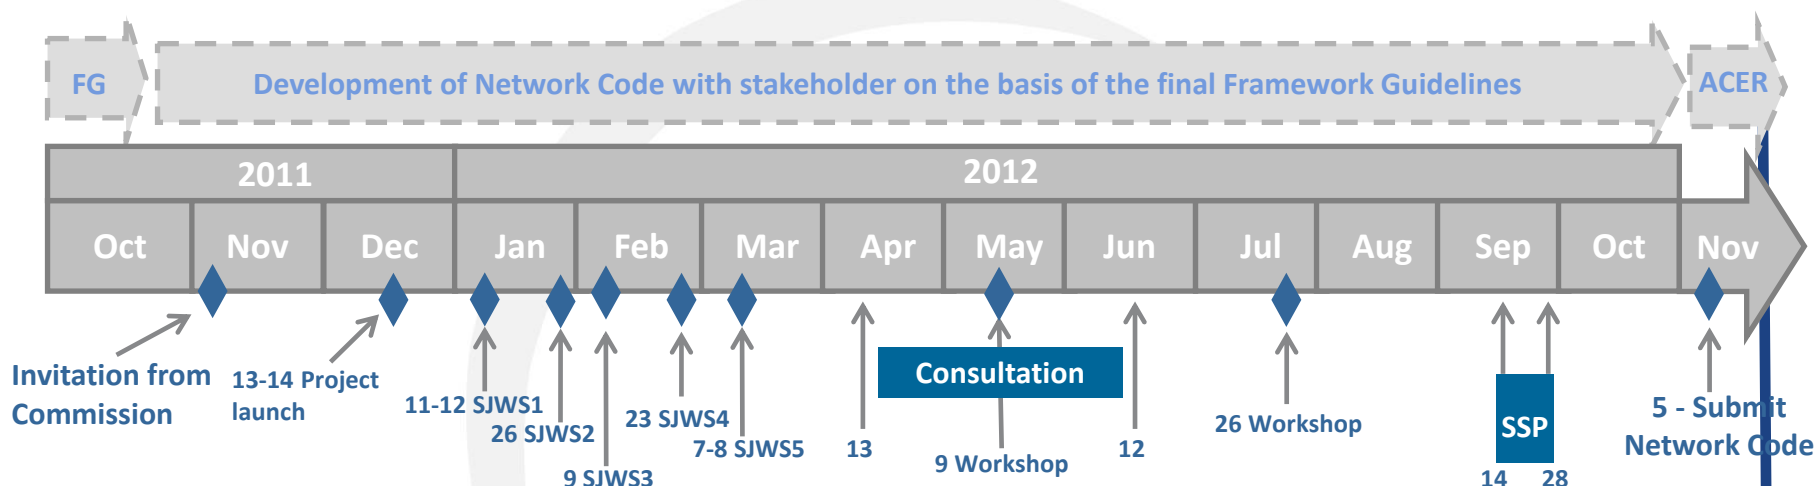 FG
Development of Network Code with stakeholder on the basis of the final Framework Guidelines
ACER
2011
2012
Oct
Nov
Dec
Jan
Feb
Mar
Apr
May
Jun
Jul
Aug
Sep
Oct
Nov
Invitation from
Commission
13-14 Project
launch
11-12 SJWS1
26 SJWS2
9 SJWS3
23 SJWS4
7-8 SJWS5
13
Consultation
9 Workshop
12
26 Workshop
SSP
14
28
5 - Submit
Network Code